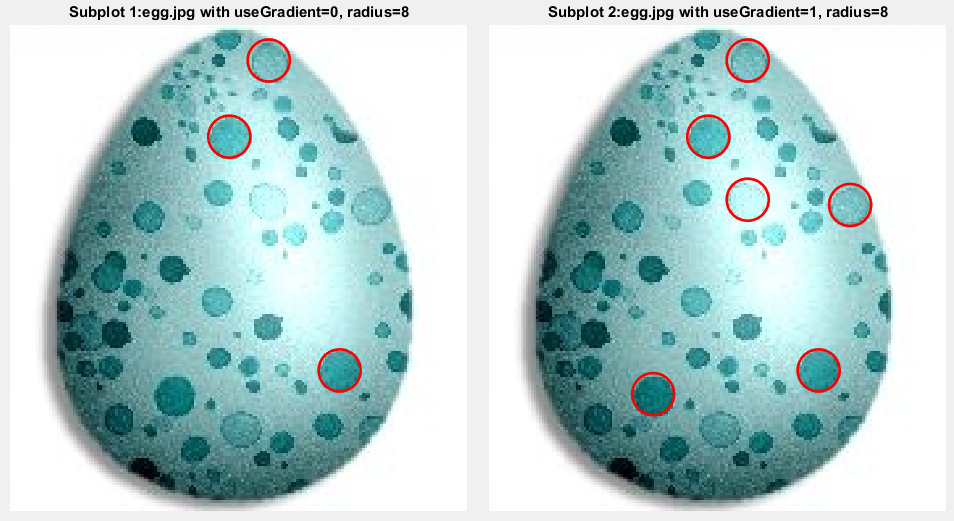 Subplot 1:egg.jpg with useGradient=0, radius=8
Subplot 2:egg.jpg with useGradient=1, radius=8